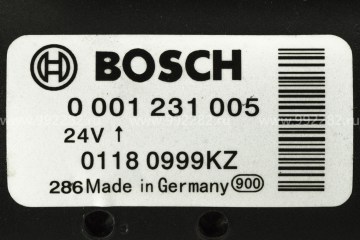 BOSCH
0 001 231 005
24V ↑
0118 0999KZ
286 Made in Germany 900